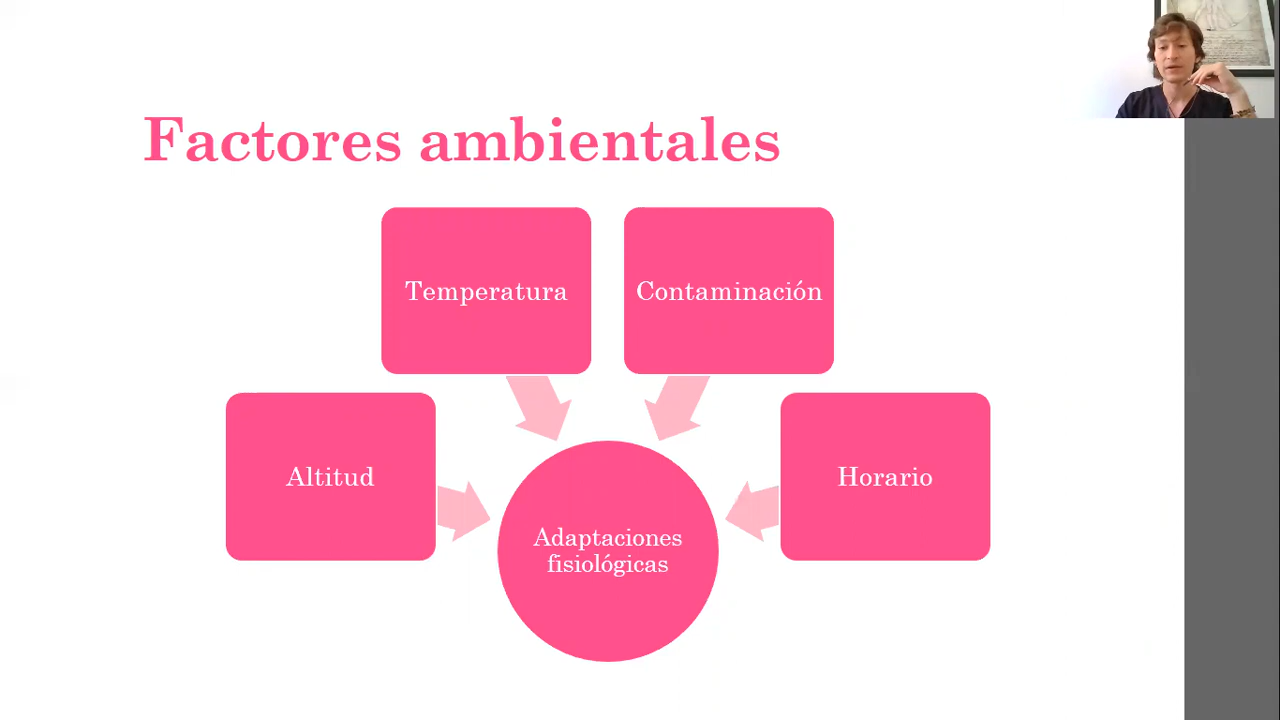 Factores ambientales
Temperatura
Contaminación
Altitud
Horario
Adaptaciones
fisiológicas